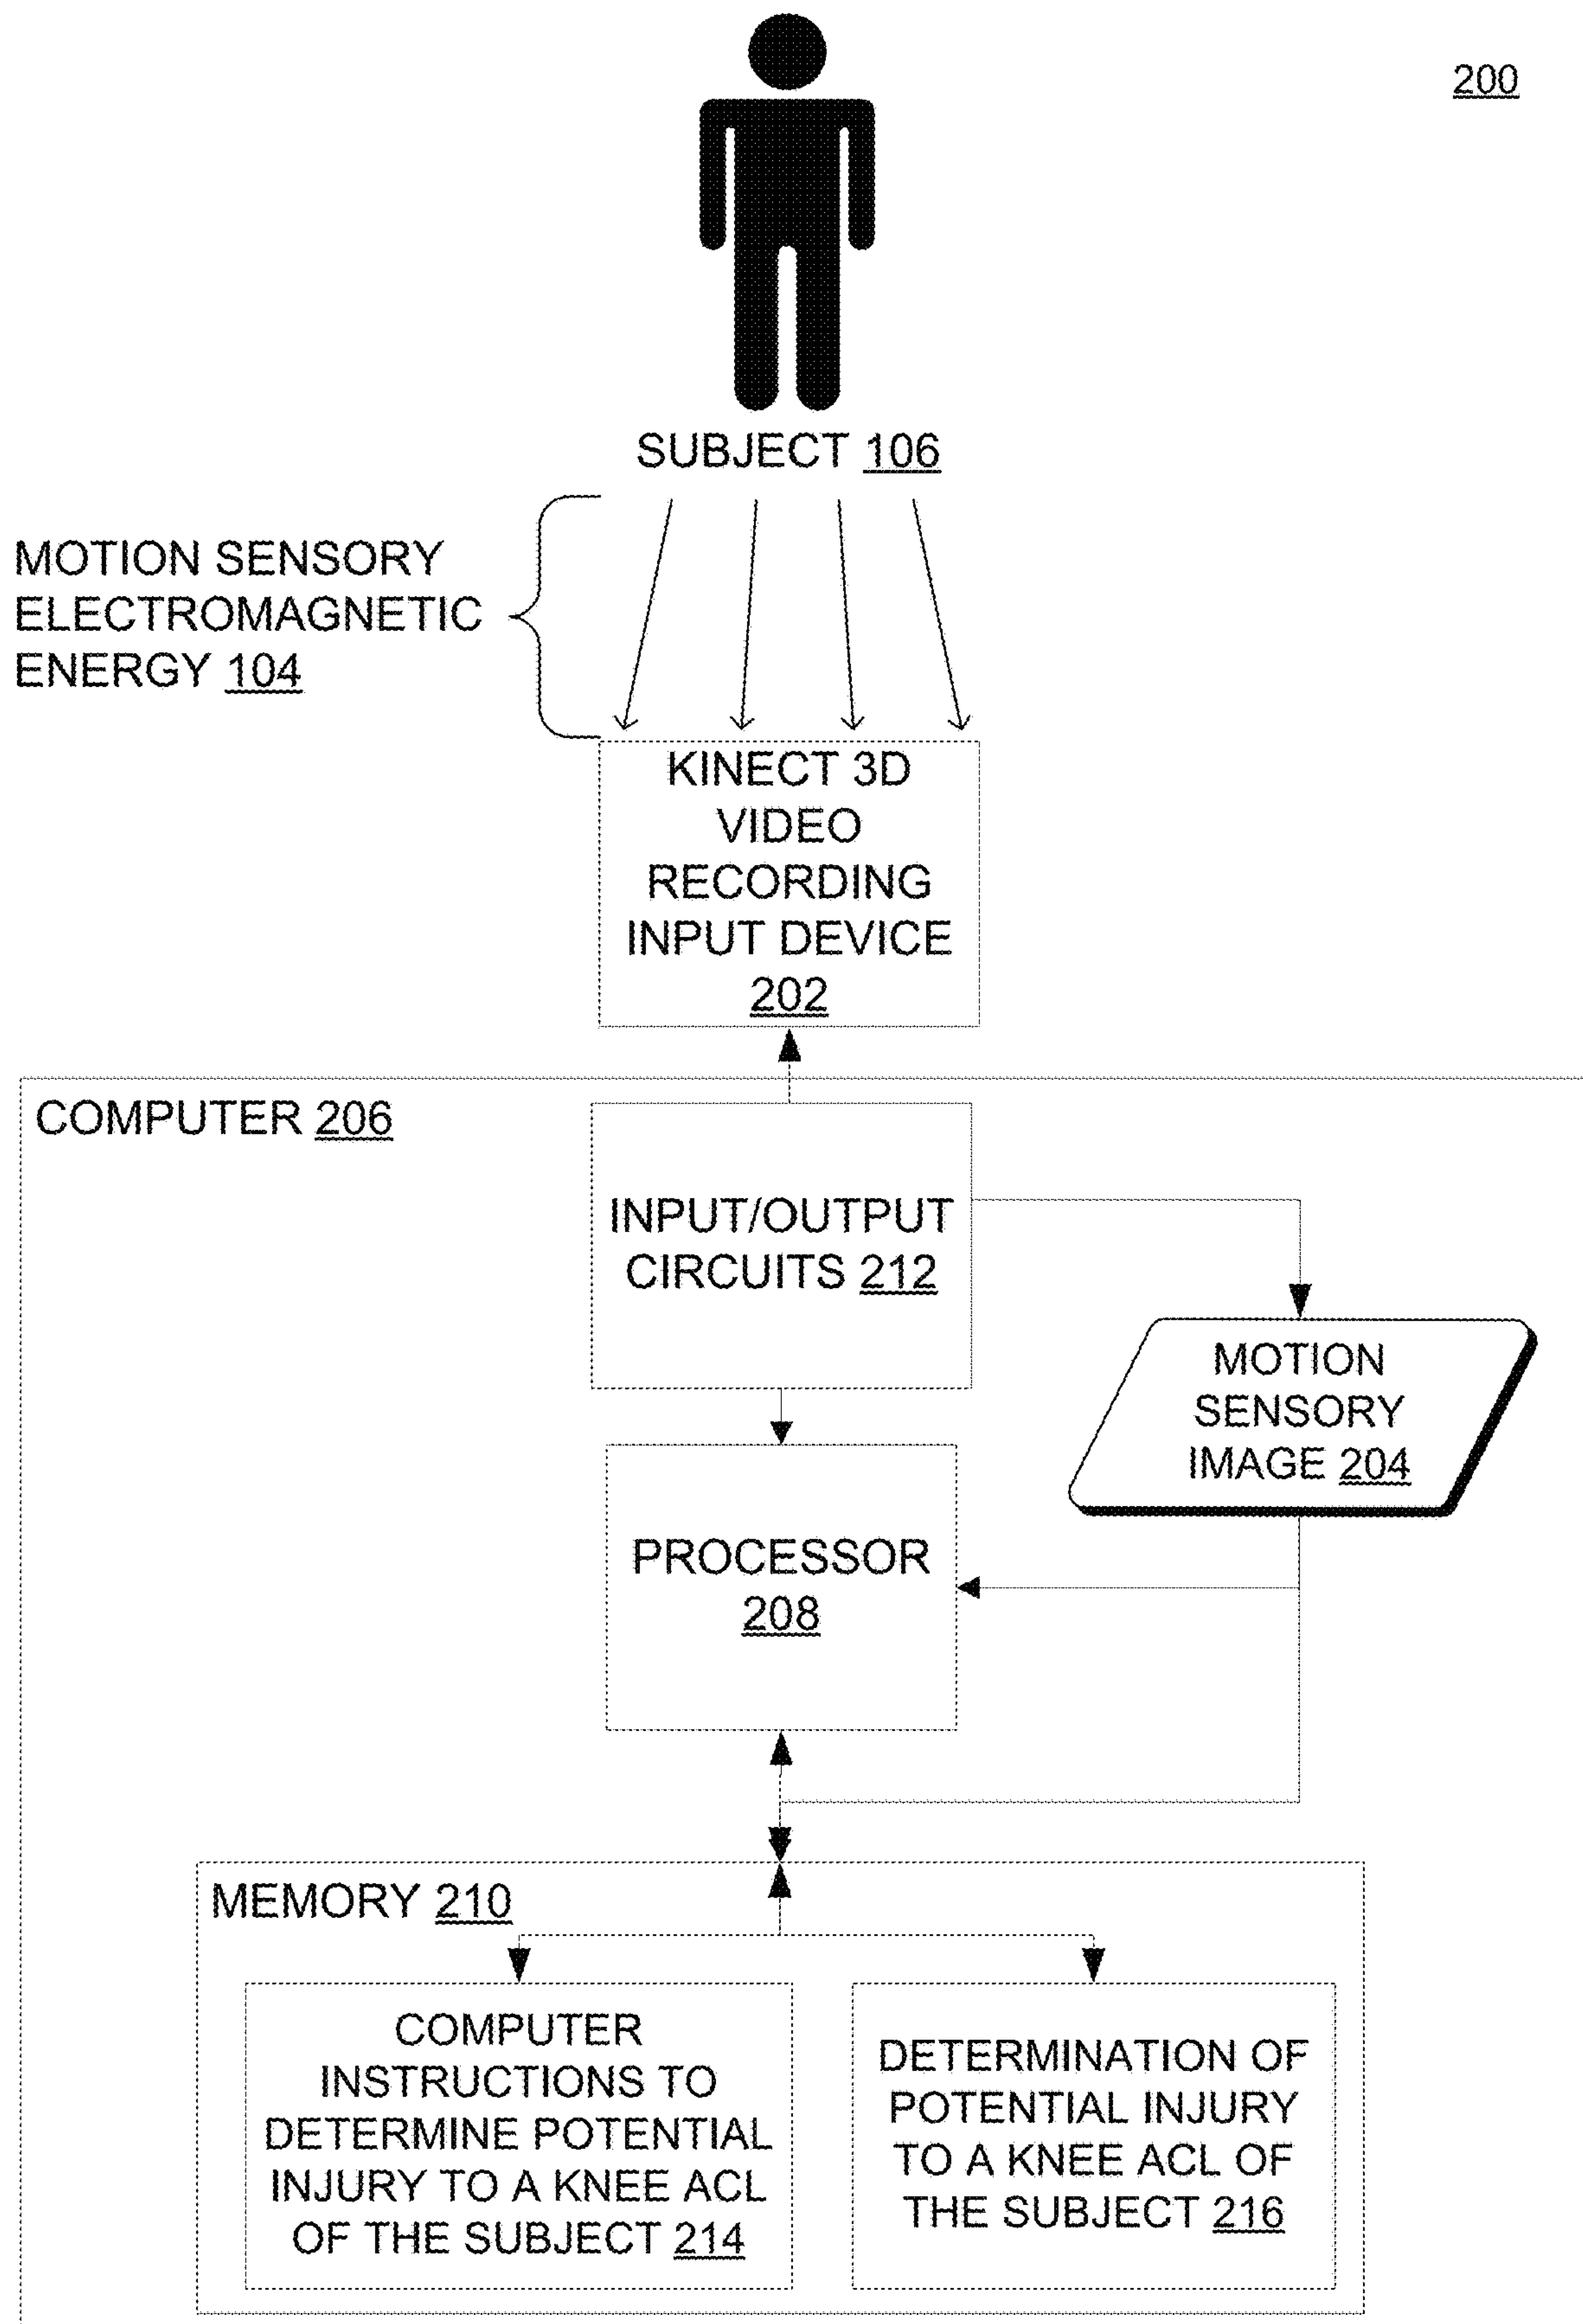 200
SUBJECT 106
MOTION SENSORY
ELECTROMAGNETIC
ENERGY 104
KINECT 3D
VIDEO
RECORDING
INPUT DEVICE
202
COMPUTER 206
INPUT/OUTPUT
CIRCUITS 212
MOTION
SENSORY
IMAGE 204
PROCESSOR
208
MEMORY 210
COMPUTER
INSTRUCTIONS TO
DETERMINE POTENTIAL
INJURY TO A KNEE ACL
OF THE SUBJECT 214
DETERMINATION OF
POTENTIAL INJURY
TO A KNEE ACL OF
THE SUBJECT 216